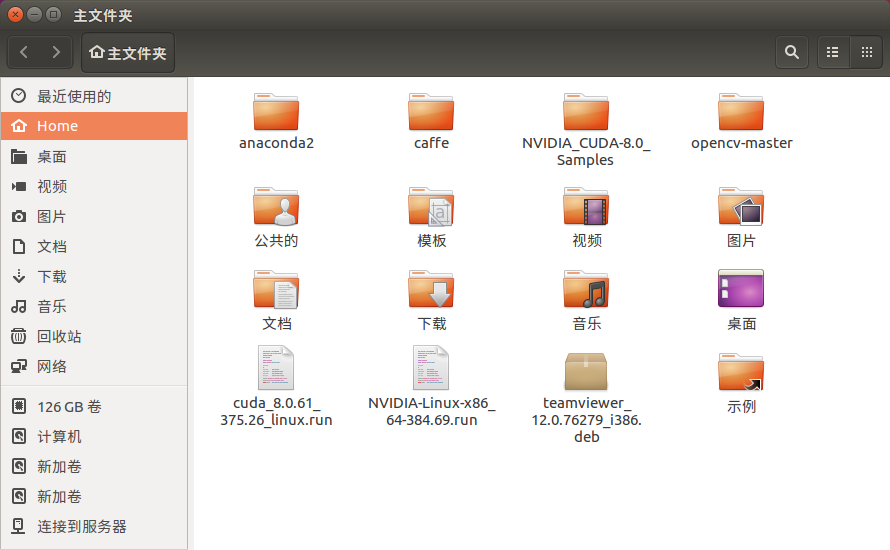 主文件夹
主文件夹
最近使用的
Home
桌面
视频
图片
文档
下载
音乐
回收站
网络
126 GB 卷
计算机
新加卷
新加卷
连接到服务器
anaconda2
caffe
NVIDIA_CUDA-8.0_
Samples
opencv-master
公共的
模板
视频
图片
文档
下载
音乐
桌面
cuda_8.0.61_
375.26_linux.run
NVIDIA-Linux-x86_
64-384.69.run
teamviewer_
12.0.76279_i386.
deb
示例